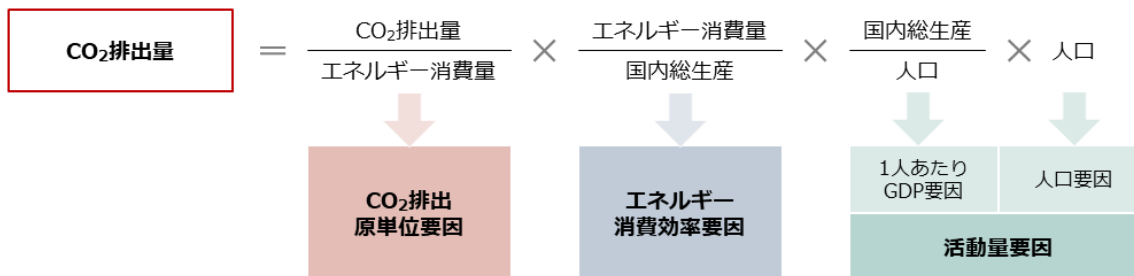 CO₂排出量 = CO₂排出量 × エネルギー消費量 × 国内総生産 × 人口
エネルギー消費量 国内総生産 人口
CO₂排出
原単位要因
エネルギー
消費効率要因
1人あたり
GDP要因
人口要因
活動量要因